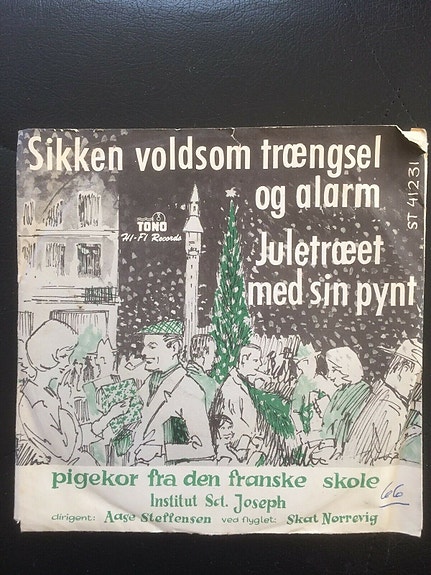 Sikken voldsom trængsel
og alarm
TONO
Hi-Fi Records
ST 41231
Juletræet
med sin pynt
pigekor fra den franske skole
Institut Sct. Joseph
dirigent: Aase Steffensen ved flyglet: Skat Nørrevig